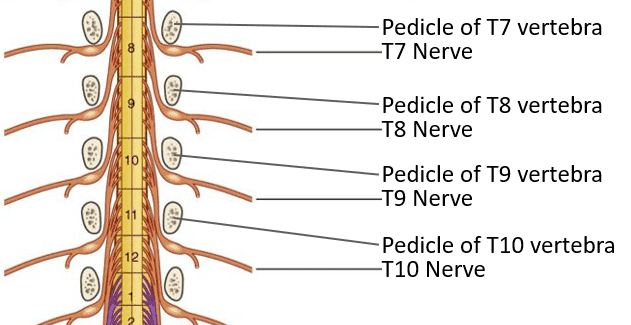 Pedicle of T7 vertebra
8
T7 Nerve
Pedicle of T8 vertebra
9
T8 Nerve
10
Pedicle of T9 vertebra
T9 Nerve
11
Pedicle of T10 vertebra
12
T10 Nerve
1
2